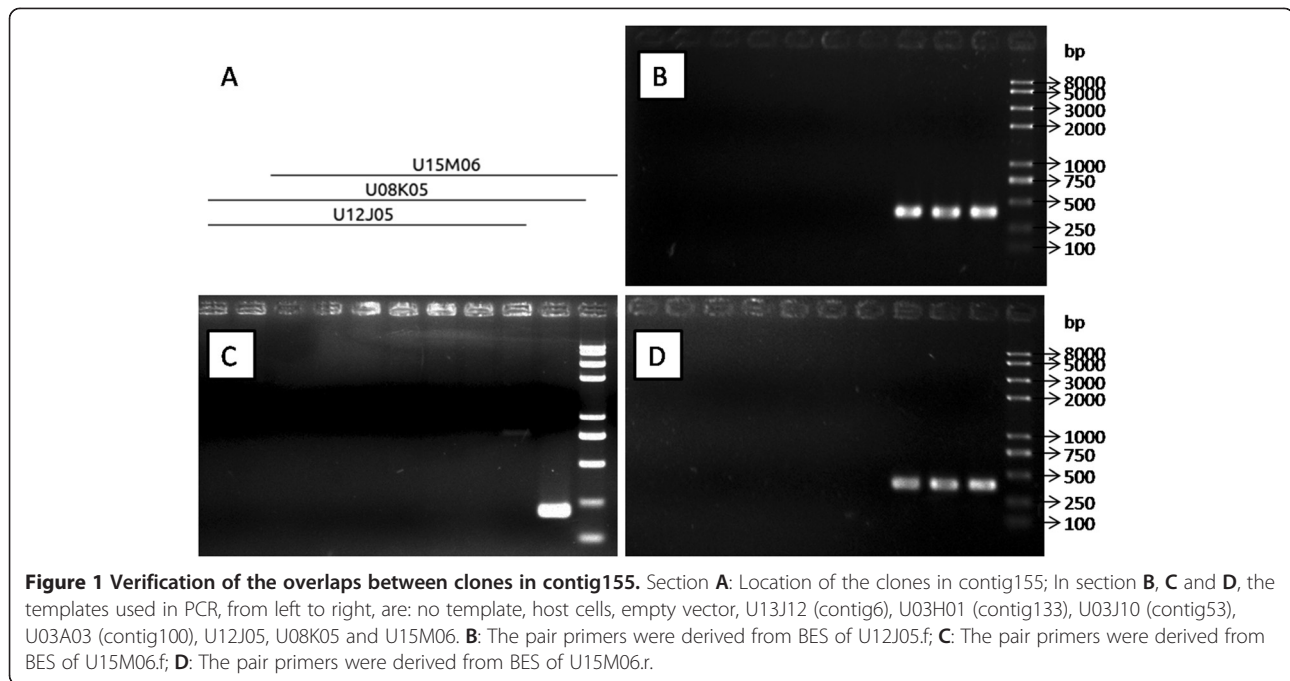 A
U15M06
U08K05
U12J05
B
bp
8000
5000
3000
2000
1000
750
500
250
100
C
D
bp
8000
5000
3000
2000
1000
750
500
250
100
Figure 1 Verification of the overlaps between clones in contig155. Section A: Location of the clones in contig155; In section B, C and D, the
templates used in PCR, from left to right, are: no template, host cells, empty vector, U13J12 (contig6), U03H01 (contig133), U03J10 (contig53),
U03A03 (contig100), U12J05, U08K05 and U15M06. B: The pair primers were derived from BES of U12J05.f; C: The pair primers were derived from
BES of U15M06.f; D: The pair primers were derived from BES of U15M06.r.